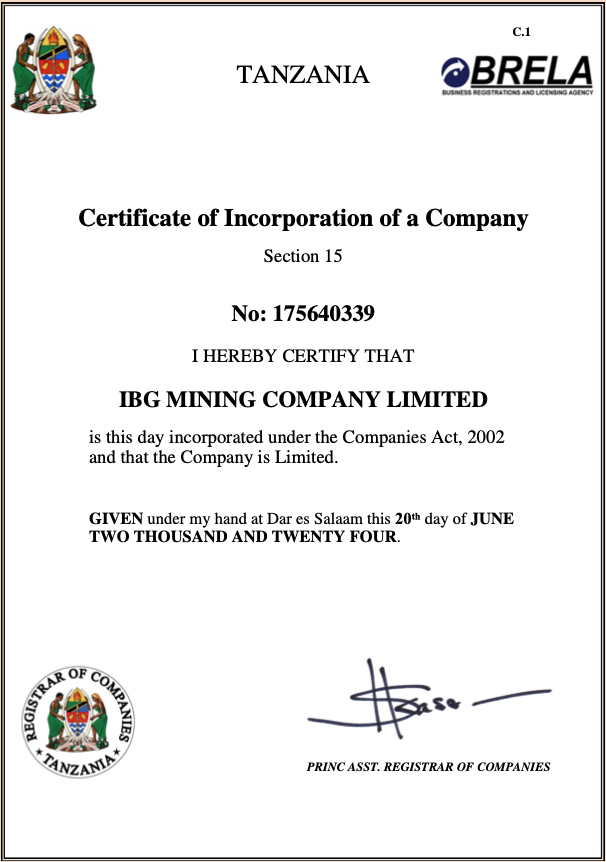 C.1
TANZANIA
BRELA
BUSINESS REGISTRATIONS AND LICENSING AGENCY
Certificate of Incorporation of a Company
Section 15
No: 175640339
I HEREBY CERTIFY THAT
IBG MINING COMPANY LIMITED
is this day incorporated under the Companies Act, 2002
and that the Company is Limited.
GIVEN under my hand at Dar es Salaam this 20th day of JUNE
TWO THOUSAND AND TWENTY FOUR.
REGISTRAR OF COMPANIES
TANZANIA
PRINC ASST. REGISTRAR OF COMPANIES